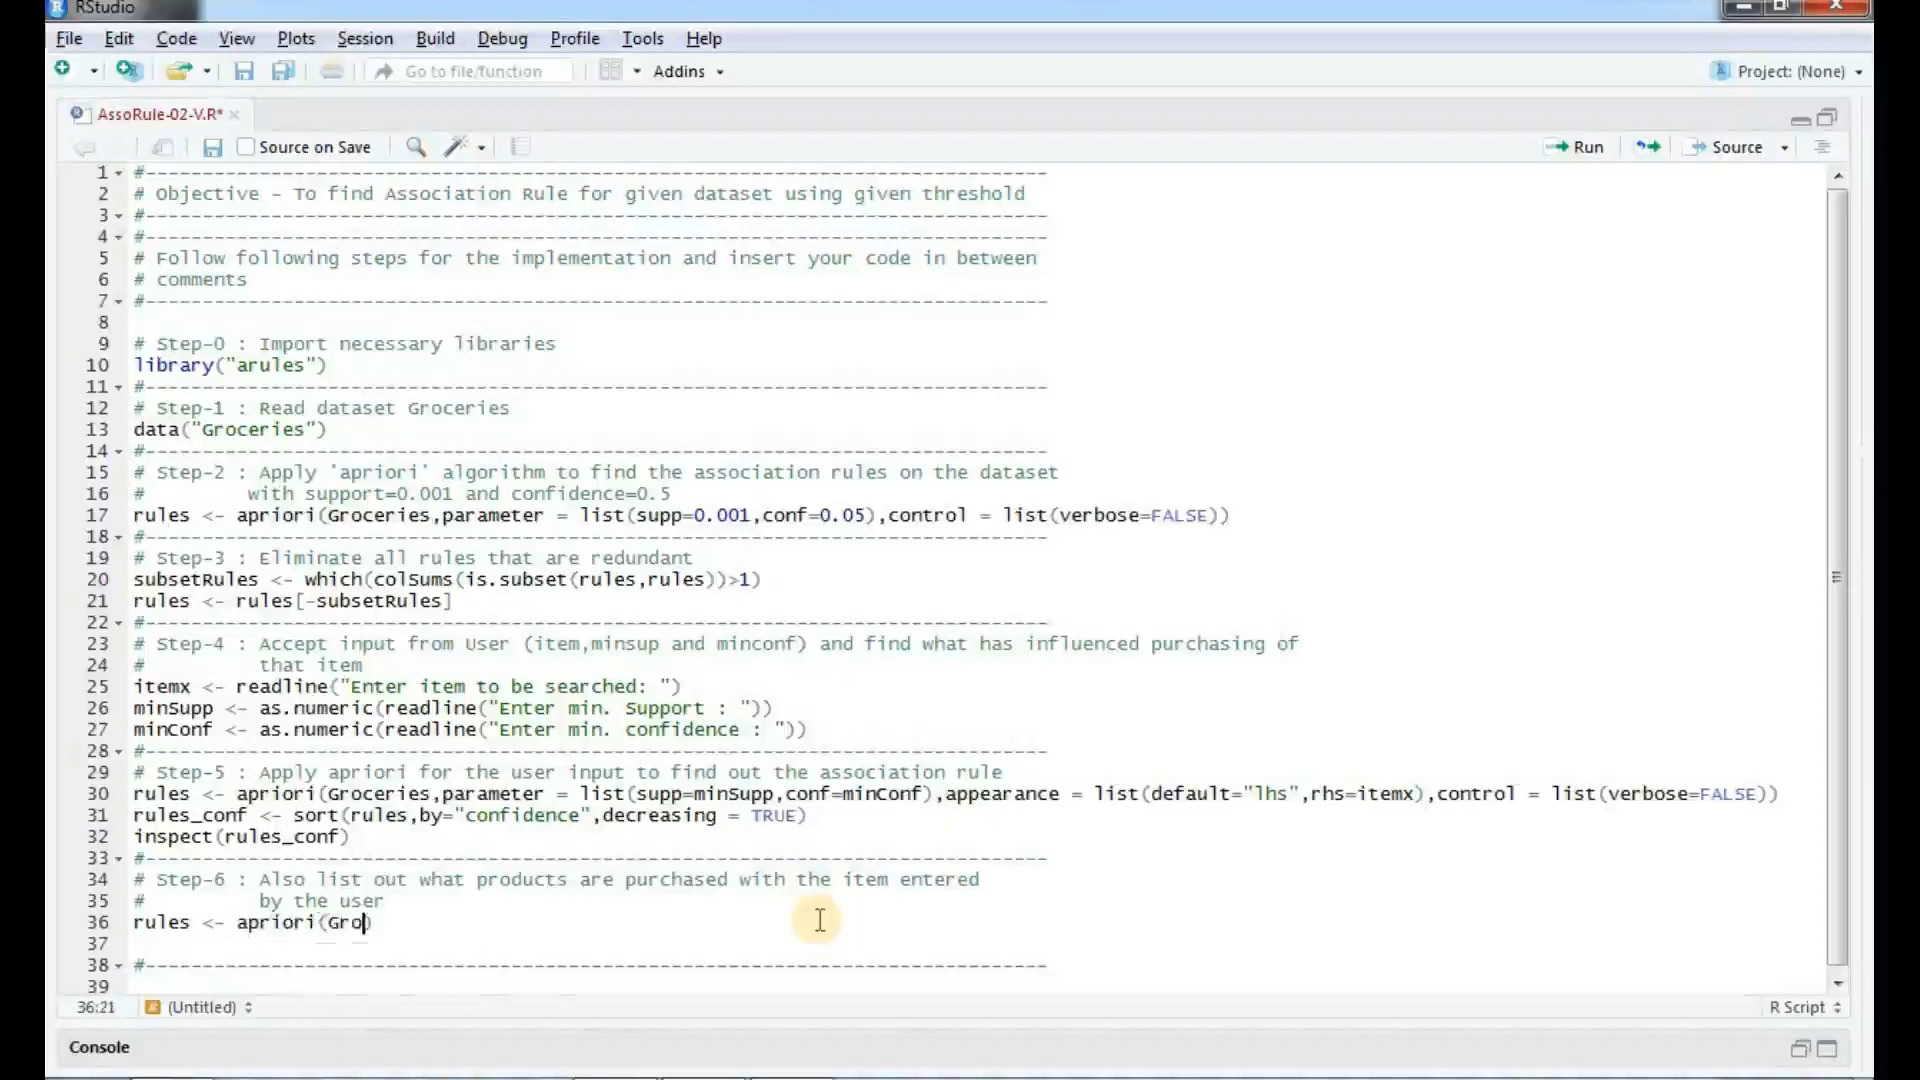 RStudio
File Edit Code View Plots Session Build Debug Profile Tools Help
Go to file/function Addins Project: (None)
AssoRule-02-V.R*
Source on Save Run Source
1 #-------------------------------------------------------------------------------
2 # Objective - To find Association Rule for given dataset using given threshold
3 #-------------------------------------------------------------------------------
4 #-------------------------------------------------------------------------------
5 # Follow following steps for the implementation and insert your code in between
6 # comments
7 #-------------------------------------------------------------------------------
8
9 # Step-0 : Import necessary libraries
10 library("arules")
11 #-------------------------------------------------------------------------------
12 # Step-1 : Read dataset Groceries
13 data("Groceries")
14 #-------------------------------------------------------------------------------
15 # Step-2 : Apply 'apriori' algorithm to find the association rules on the dataset
16 #         with support=0.001 and confidence=0.5
17 rules <- apriori(Groceries,parameter = list(supp=0.001,conf=0.05),control = list(verbose=FALSE))
18 #-------------------------------------------------------------------------------
19 # Step-3 : Eliminate all rules that are redundant
20 subsetRules <- which(colSums(is.subset(rules,rules))>1)
21 rules <- rules[-subsetRules]
22 #-------------------------------------------------------------------------------
23 # Step-4 : Accept input from User (item,minsup and minconf) and find what has influenced purchasing of
24 #          that item
25 itemx <- readline("Enter item to be searched: ")
26 minSupp <- as.numeric(readline("Enter min. Support : "))
27 minConf <- as.numeric(readline("Enter min. confidence : "))
28 #-------------------------------------------------------------------------------
29 # Step-5 : Apply apriori for the user input to find out the association rule
30 rules <- apriori(Groceries,parameter = list(supp=minSupp,conf=minConf),appearance = list(default="lhs",rhs=itemx),control = list(verbose=FALSE))
31 rules_conf <- sort(rules,by="confidence",decreasing = TRUE)
32 inspect(rules_conf)
33 #-------------------------------------------------------------------------------
34 # Step-6 : Also list out what products are purchased with the item entered
35 #          by the user
36 rules <- apriori(Gro)
37
38 #-------------------------------------------------------------------------------
39
36:21 (Untitled) R Script
Console